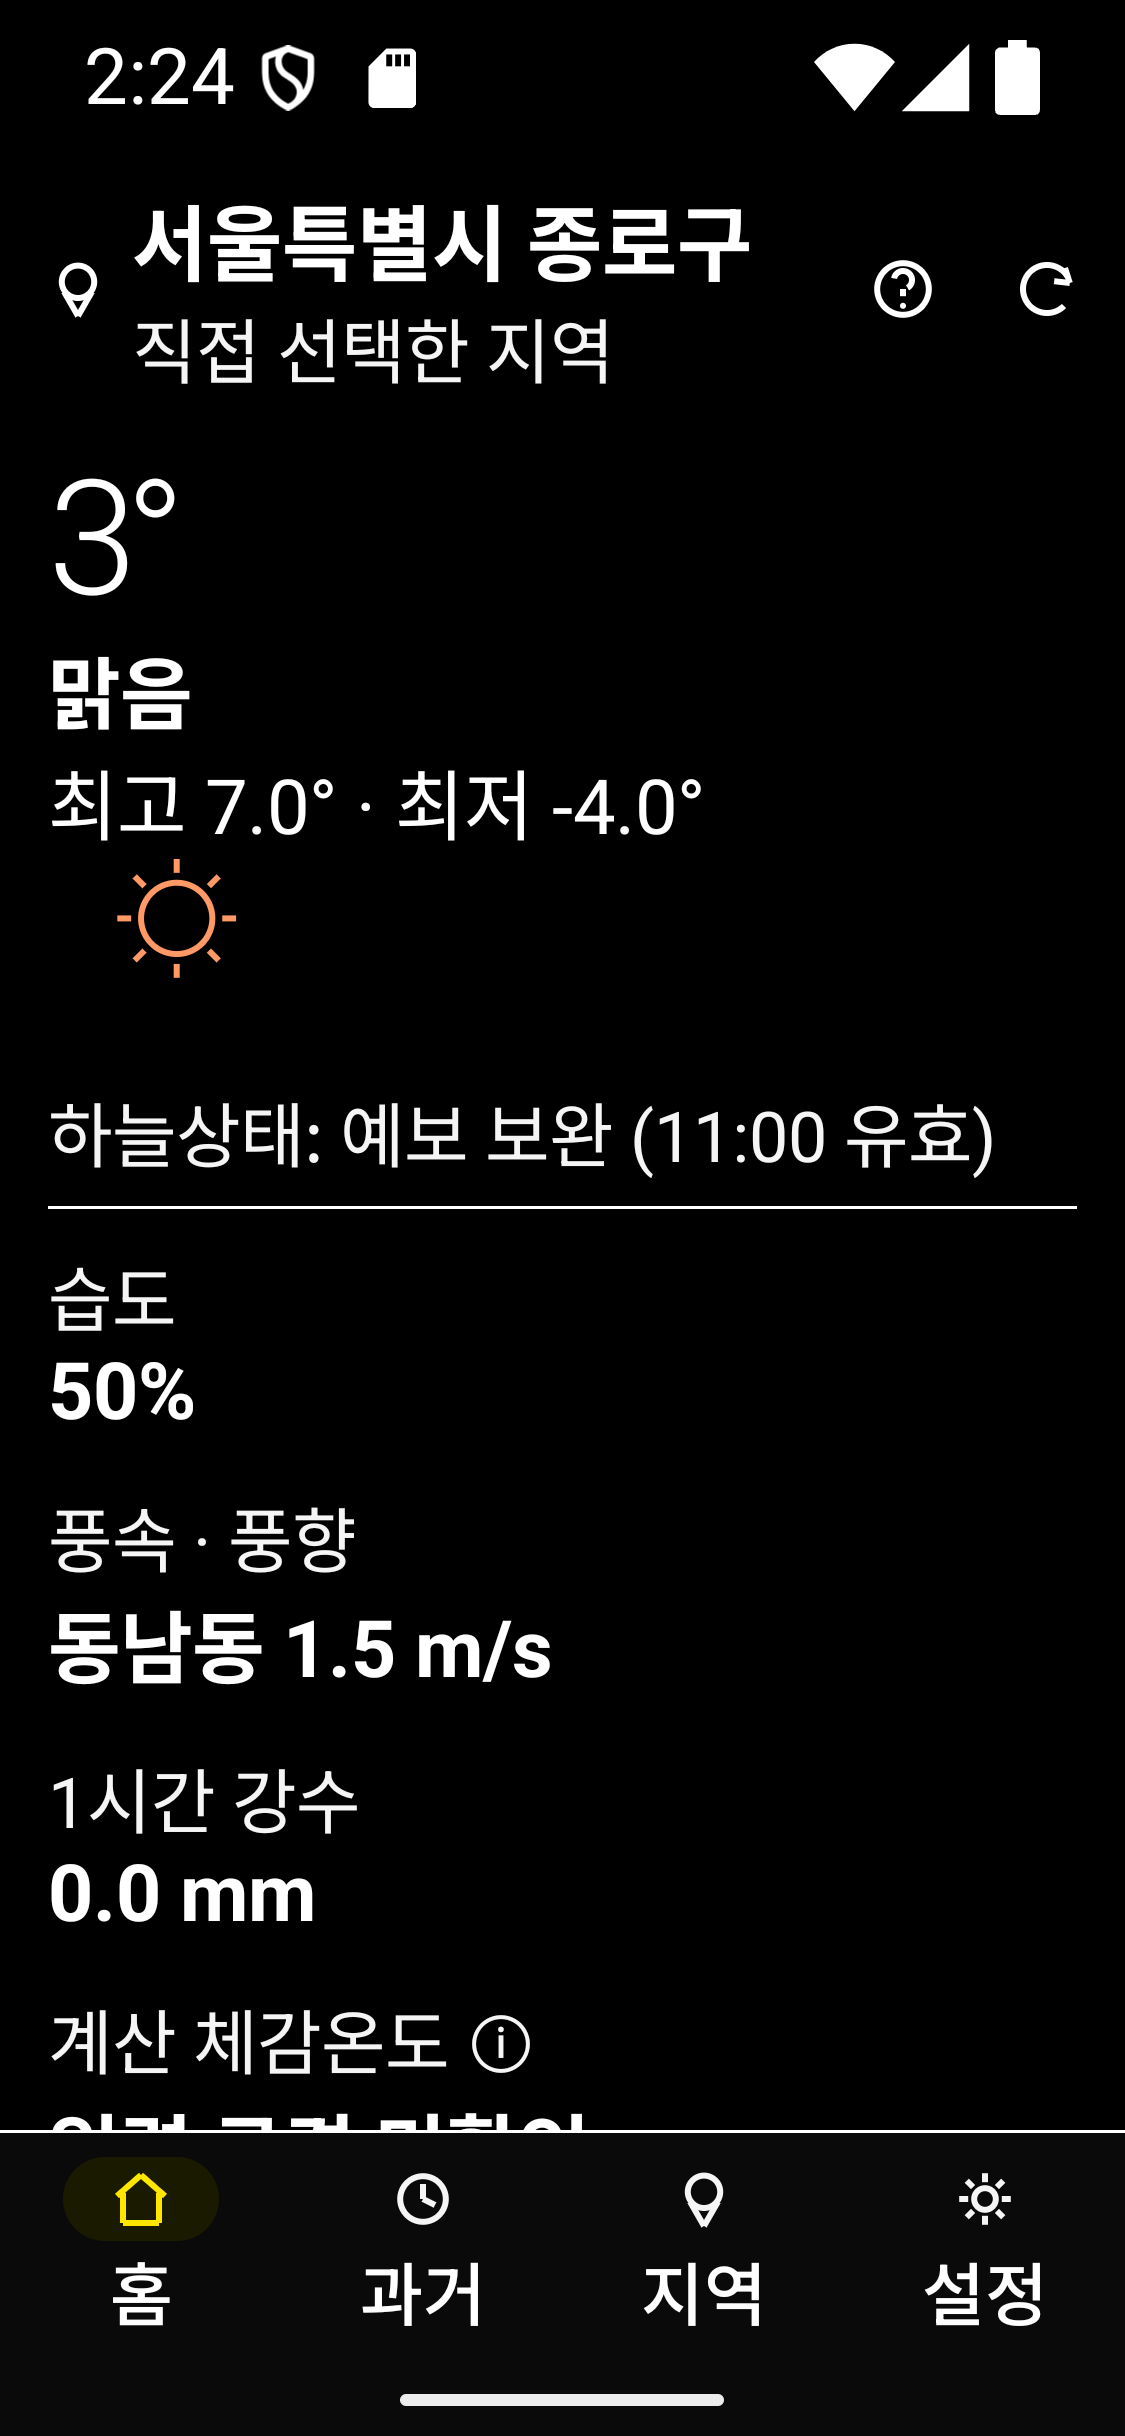 2:24
서울특별시 종로구
직접 선택한 지역
3°
맑음
최고 7.0° · 최저 -4.0°
하늘상태: 예보 보완 (11:00 유효)
습도
50%
풍속 · 풍향
동남동 1.5 m/s
1시간 강수
0.0 mm
계산 체감온도
홈
과거
지역
설정